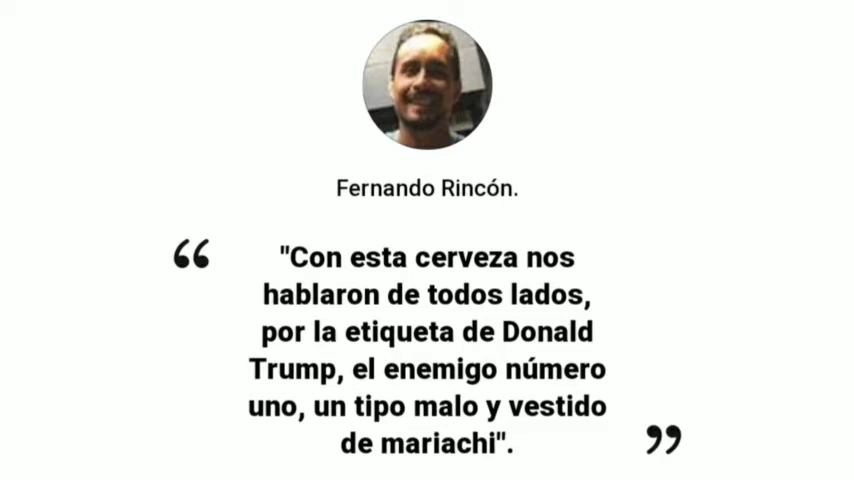 Fernando Rincón.
“ "Con esta cerveza nos
hablaron de todos lados,
por la etiqueta de Donald
Trump, el enemigo número
uno, un tipo malo y vestido
de mariachi". ”